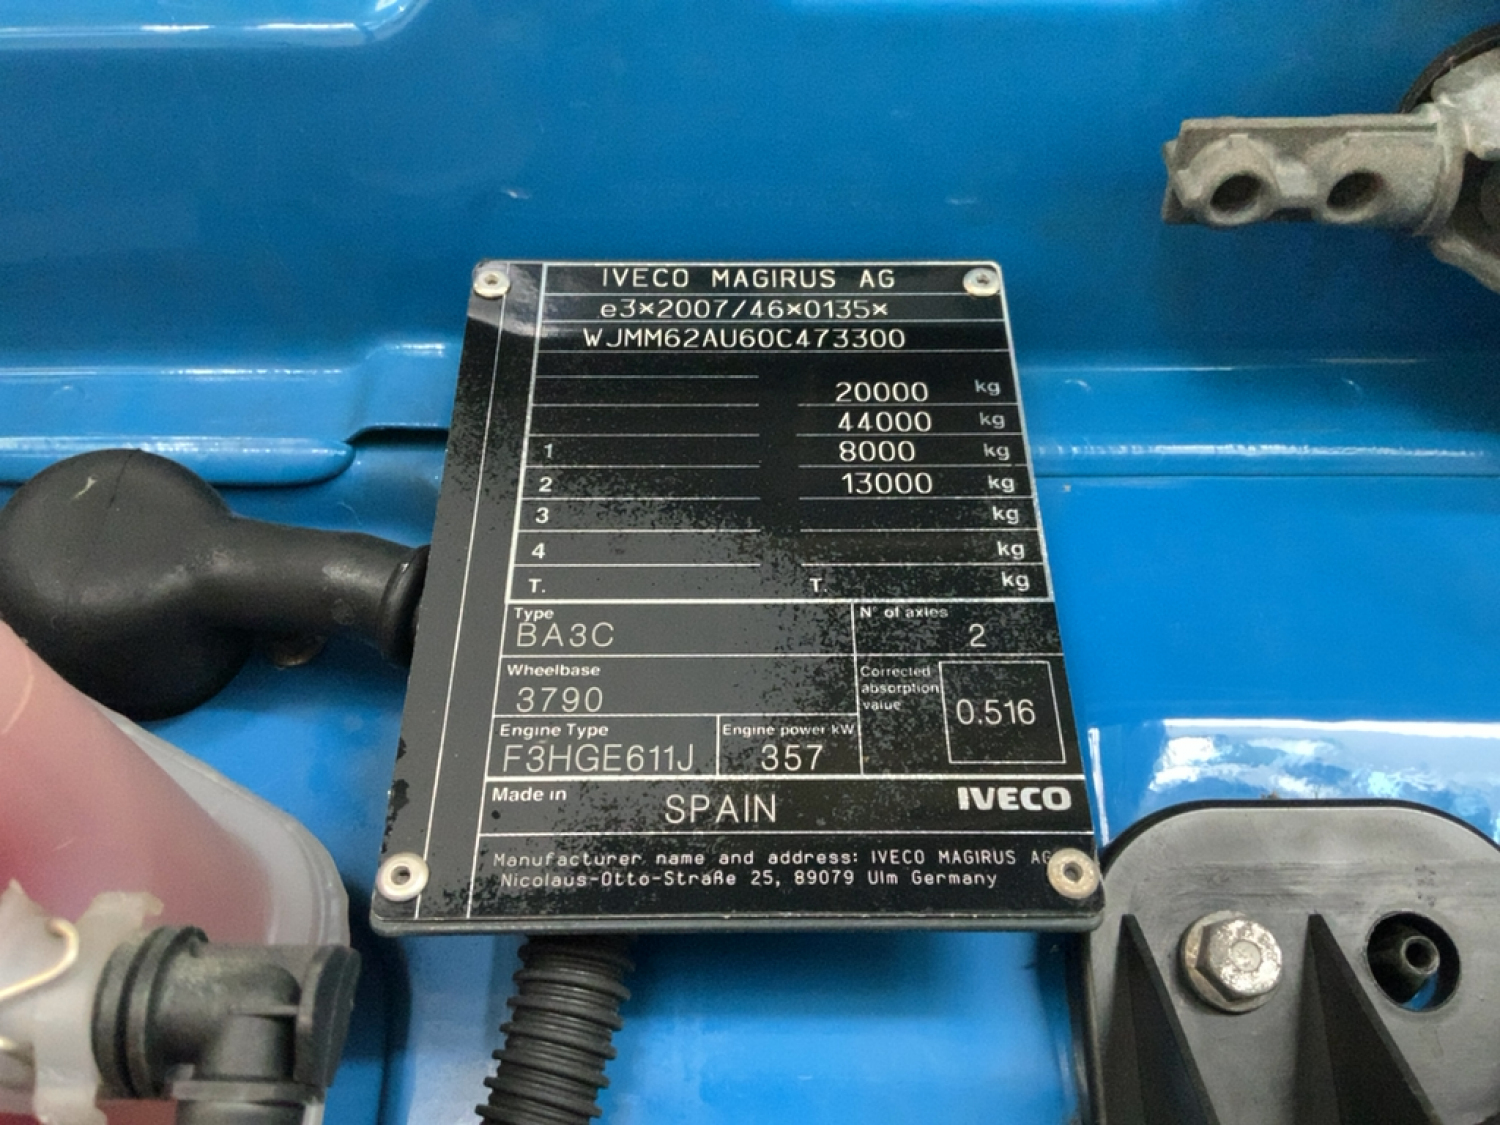 IVECO MAGIRUS AG
e3*2007/46*0135*
WJMM62AU60C473300
20000 kg
44000 kg
1 8000 kg
2 13000 kg
3 kg
4 kg
T. T. kg
Type N° of axles
BA3C 2
Wheelbase Corrected absorption value
3790 0.516
Engine Type Engine power kW
F3HGE611J 357
Made in SPAIN IVECO
Manufacturer name and address: IVECO MAGIRUS AG
Nicolaus-Otto-Straße 25, 89079 Ulm Germany